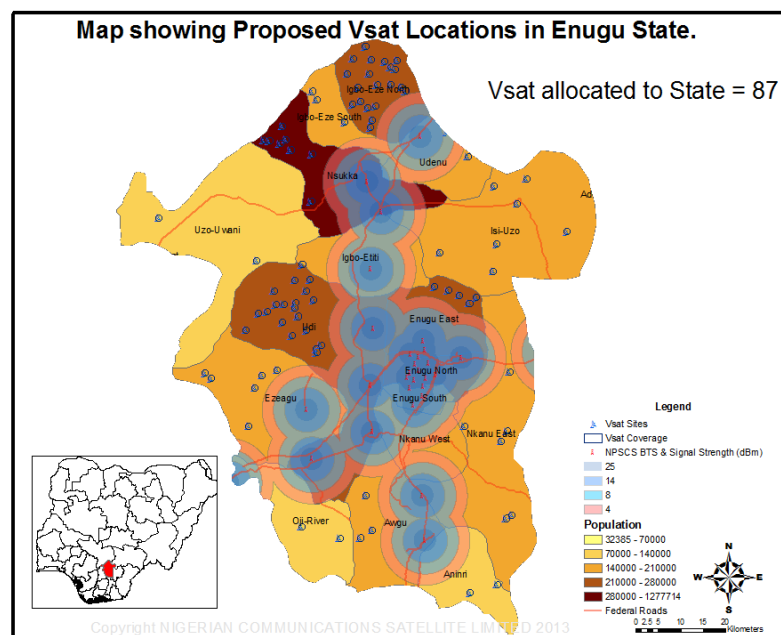 Map showing Proposed Vsat Locations in Enugu State.
Vsat allocated to State = 87
Igbo-Eze North
Igbo-Eze South
Udenu
Nsukka
Ad
Uzo-Uwani
Isi-Uzo
Igbo-Etiti
Enugu East
Udi
Enugu North
Ezeagu
Enugu South
Nkanu West
Nkanu East
Oji-River
Awgu
Aninri
Legend
Vsat Sites
Vsat Coverage
NPSCS BTS & Signal Strength (dBm)
25
14
8
4
Population
32385 - 70000
70000 - 140000
140000 - 210000
210000 - 280000
280000 - 1277714
Federal Roads
N
W
E
S
0 2.5 5 10 15 20
Kilometers
Copyright NIGERIAN COMMUNICATIONS SATELLITE LIMITED 2013